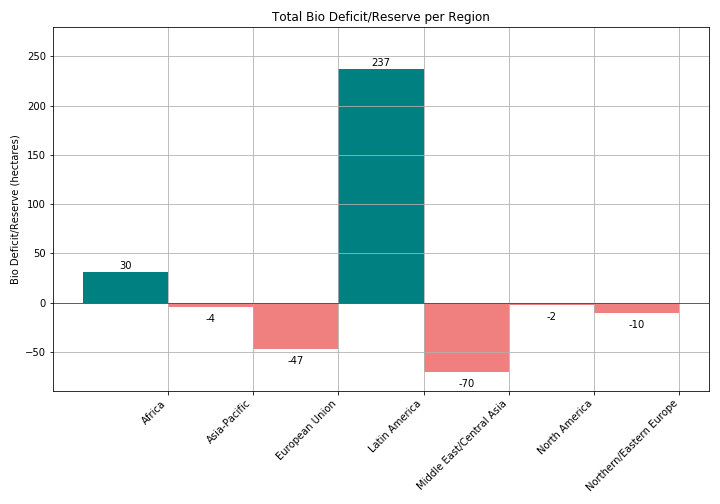 Total Bio Deficit/Reserve per Region
Bio Deficit/Reserve (hectares)
250
200
150
100
50
0
−50
30
-4
-47
237
-70
-2
-10
Africa
Asia-Pacific
European Union
Latin America
Middle East/Central Asia
North America
Northern/Eastern Europe